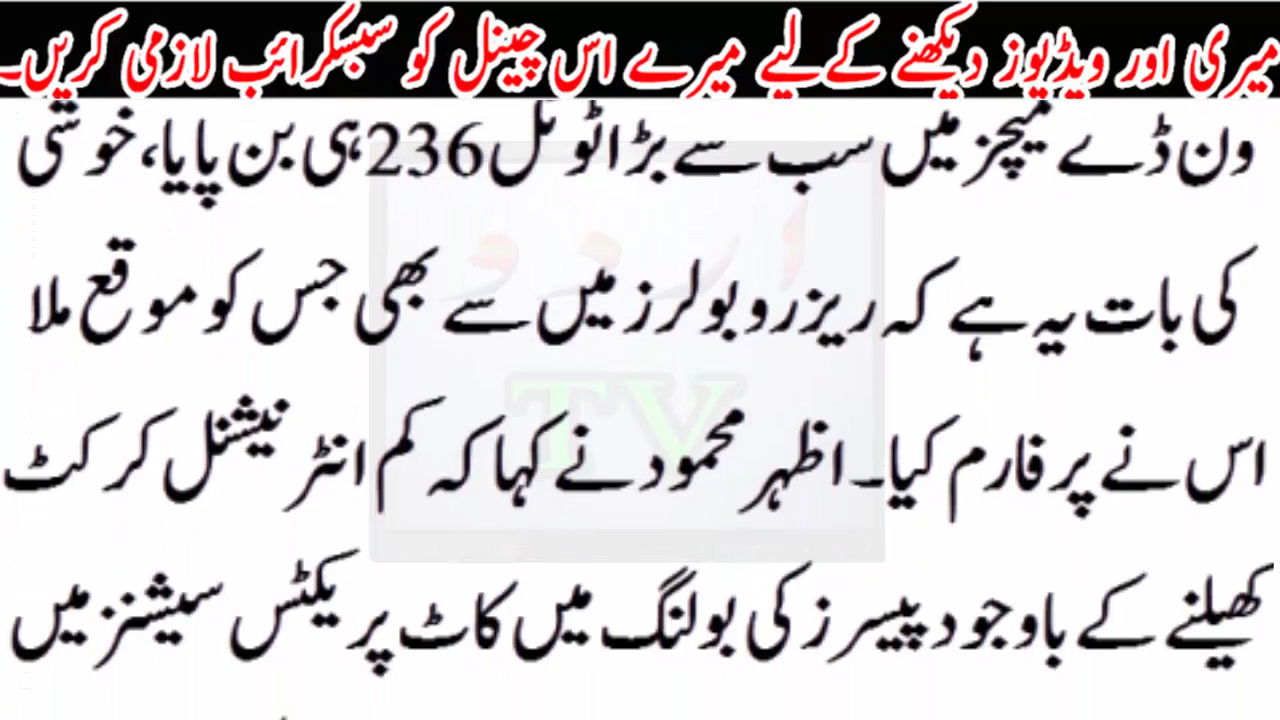 میری اور ویڈیوز دیکھنے کے لیے میرے اس چینل کو سبسکرائب لازمی کریں۔
ون ڈے میچز میں سب سے بڑا ٹوٹل 236 ہی بن پایا، خوشی
کی بات یہ ہے کہ ریزرو بولرز میں سے بھی جس کو موقع ملا
اس نے پرفارم کیا۔ اظہر محمود نے کہا کہ کم انٹرنیشنل کرکٹ
کھیلنے کے باوجود پیسرز کی بولنگ میں کاٹ پریکٹس سیشنز میں
اردو
TV